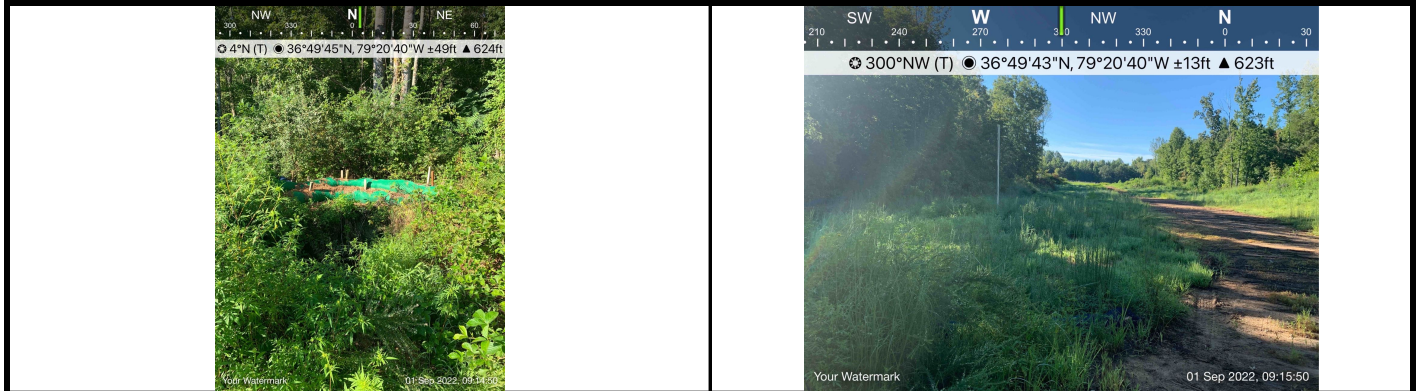 NW N NE
300 330 0 30 60
4°N (T) 36°49'45"N, 79°20'40"W ±49ft ▲ 624ft
Your Watermark 01 Sep 2022, 09:14:50
SW W NW N
210 240 270 300 330 0 30
300°NW (T) 36°49'43"N, 79°20'40"W ±13ft ▲ 623ft
Your Watermark 01 Sep 2022, 09:15:50